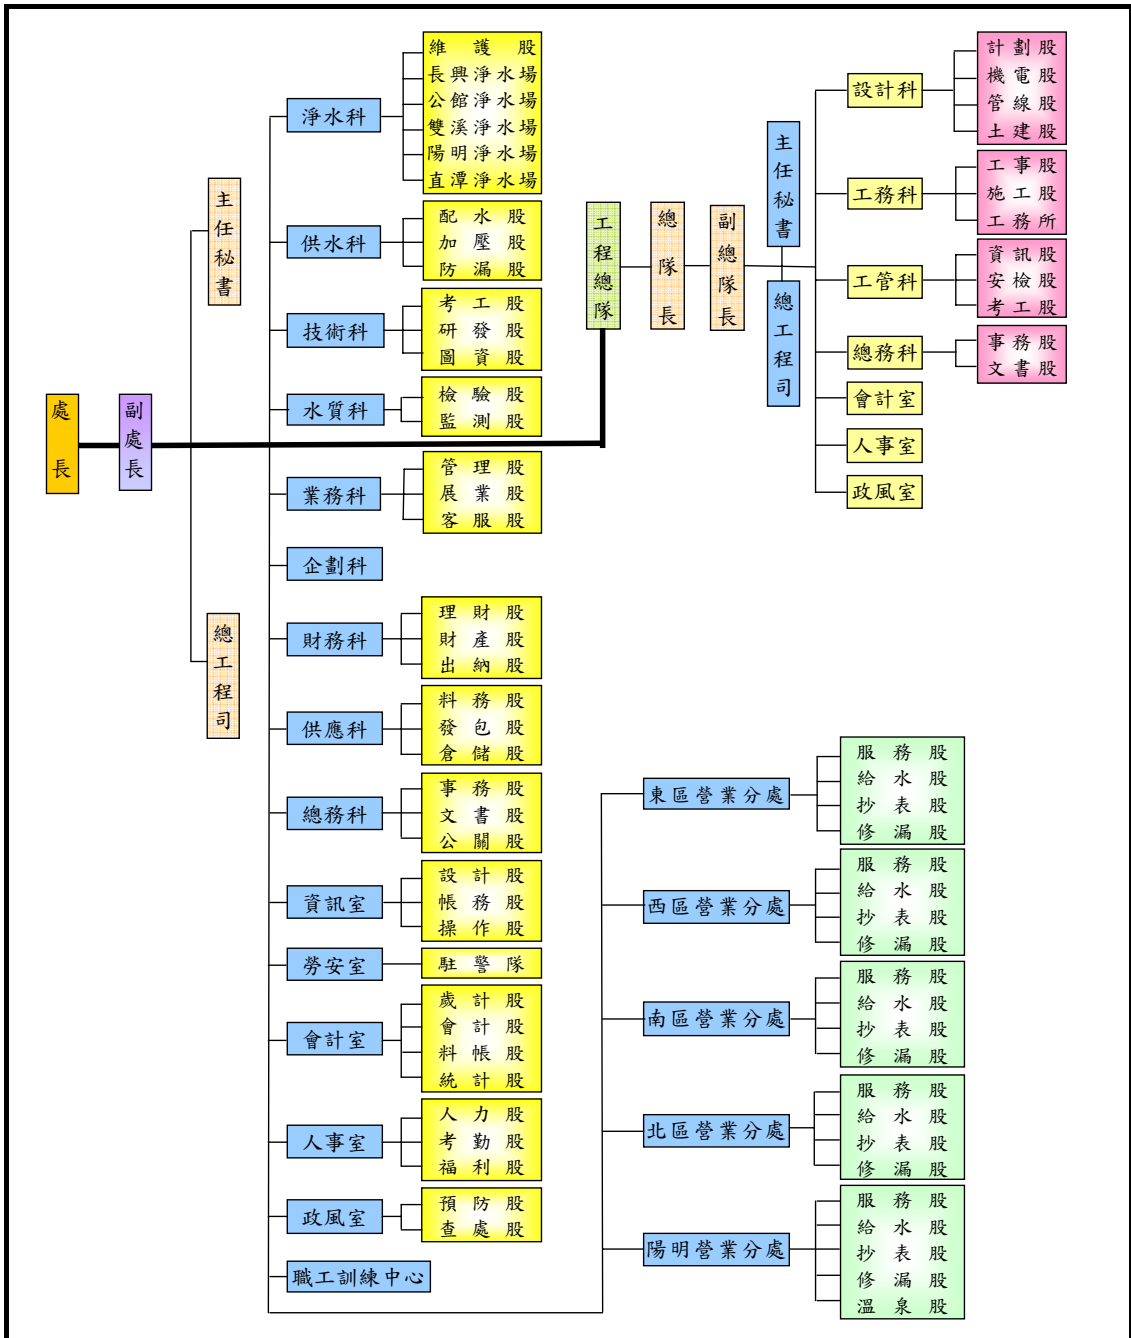 處長
副處長
主任秘書
總工程司
淨水科
維護股
長興淨水場
公館淨水場
雙溪淨水場
陽明淨水場
直潭淨水場
供水科
配水股
加壓股
防漏股
技術科
考工股
研發股
圖資股
水質科
檢驗股
監測股
業務科
管理股
展業股
客服股
企劃科
財務科
理財股
財產股
出納股
供應科
料務股
發包股
倉儲股
總務科
事務股
文書股
公關股
資訊室
設計股
帳務股
操作股
勞安室
駐警隊
會計室
歲計股
會計股
料帳股
統計股
人事室
人力股
考勤股
福利股
政風室
預防股
查處股
職工訓練中心
工程總隊
總隊長
副總隊長
主任秘書
總工程司
設計科
計劃股
機電股
管線股
土建股
工務科
工事股
施工股
工務所
工管科
資訊股
安檢股
考工股
總務科
事務股
文書股
會計室
人事室
政風室
東區營業分處
服務股
給水股
抄表股
修漏股
西區營業分處
服務股
給水股
抄表股
修漏股
南區營業分處
服務股
給水股
抄表股
修漏股
北區營業分處
服務股
給水股
抄表股
修漏股
陽明營業分處
服務股
給水股
抄表股
修漏股
溫泉股